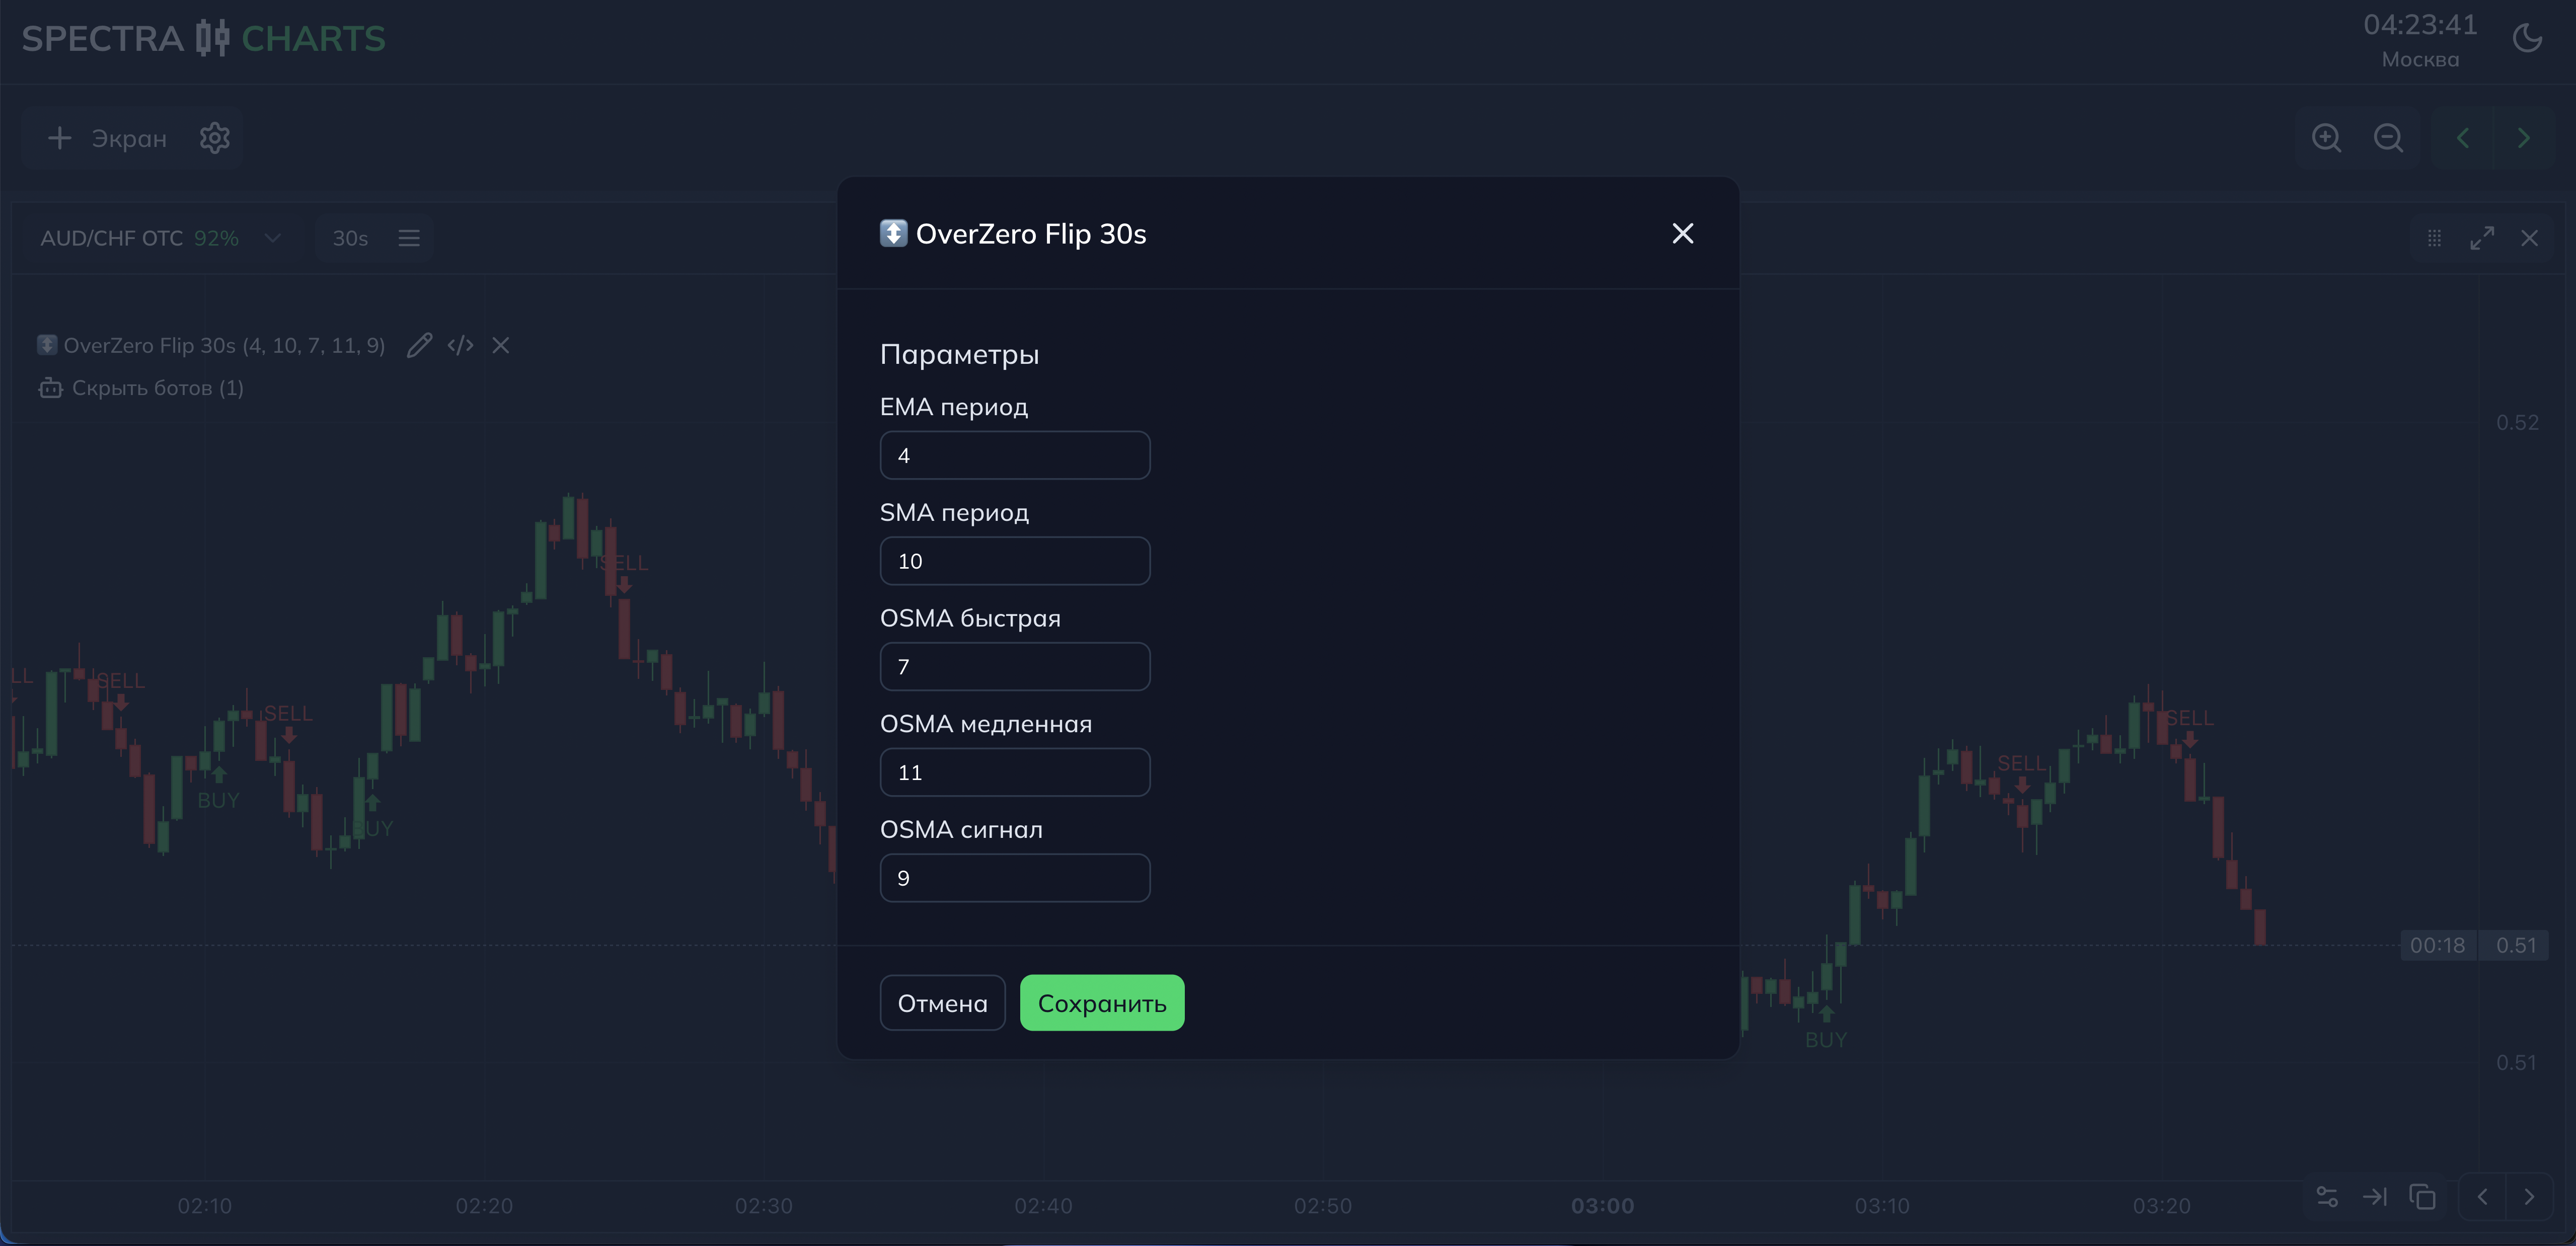 SPECTRA CHARTS
04:23:41
Москва
Экран
AUD/CHF OTC 92%
30s
OverZero Flip 30s (4, 10, 7, 11, 9)
Скрыть ботов (1)
OverZero Flip 30s
Параметры
EMA период
4
SMA период
10
OSMA быстрая
7
OSMA медленная
11
OSMA сигнал
9
Отмена
Сохранить
LL
SELL
SELL
BUY
BUY
SELL
SELL
SELL
BUY
0.52
00:18 0.51
0.51
02:10 02:20 02:30 02:40 02:50 03:00 03:10 03:20